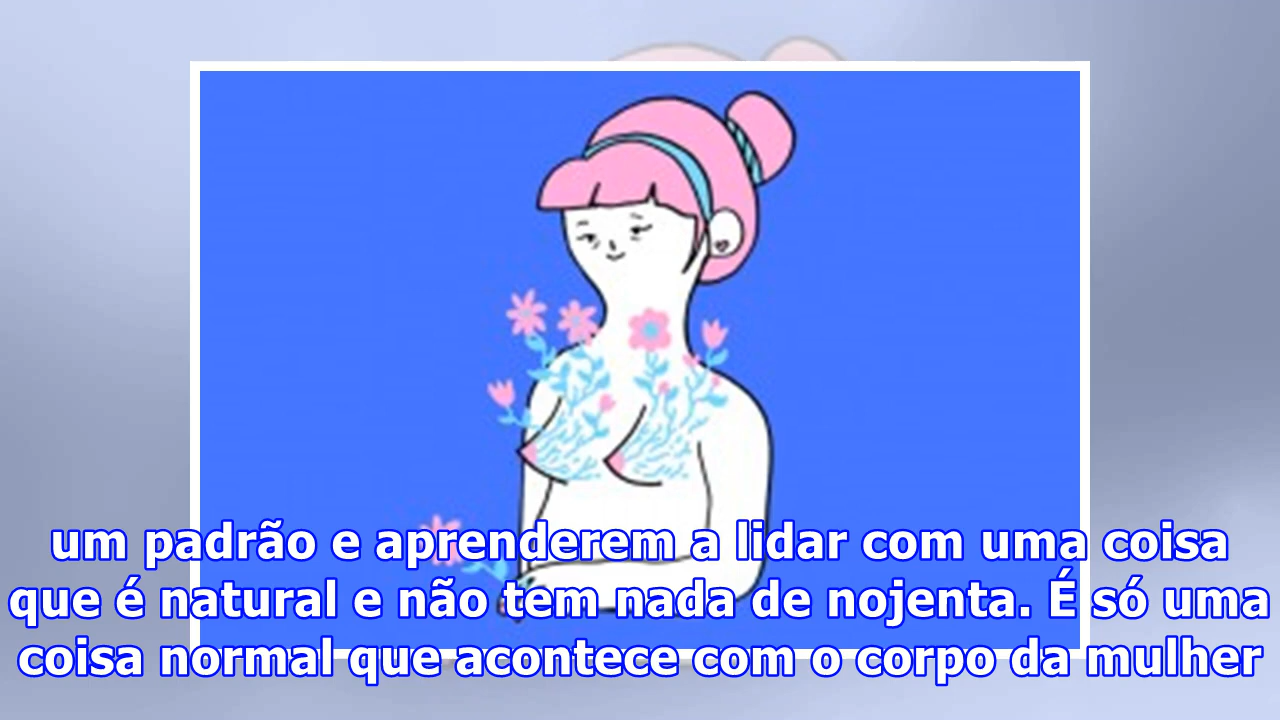 um padrão e aprenderem a lidar com uma coisa
que é natural e não tem nada de nojenta. É só uma
coisa normal que acontece com o corpo da mulher